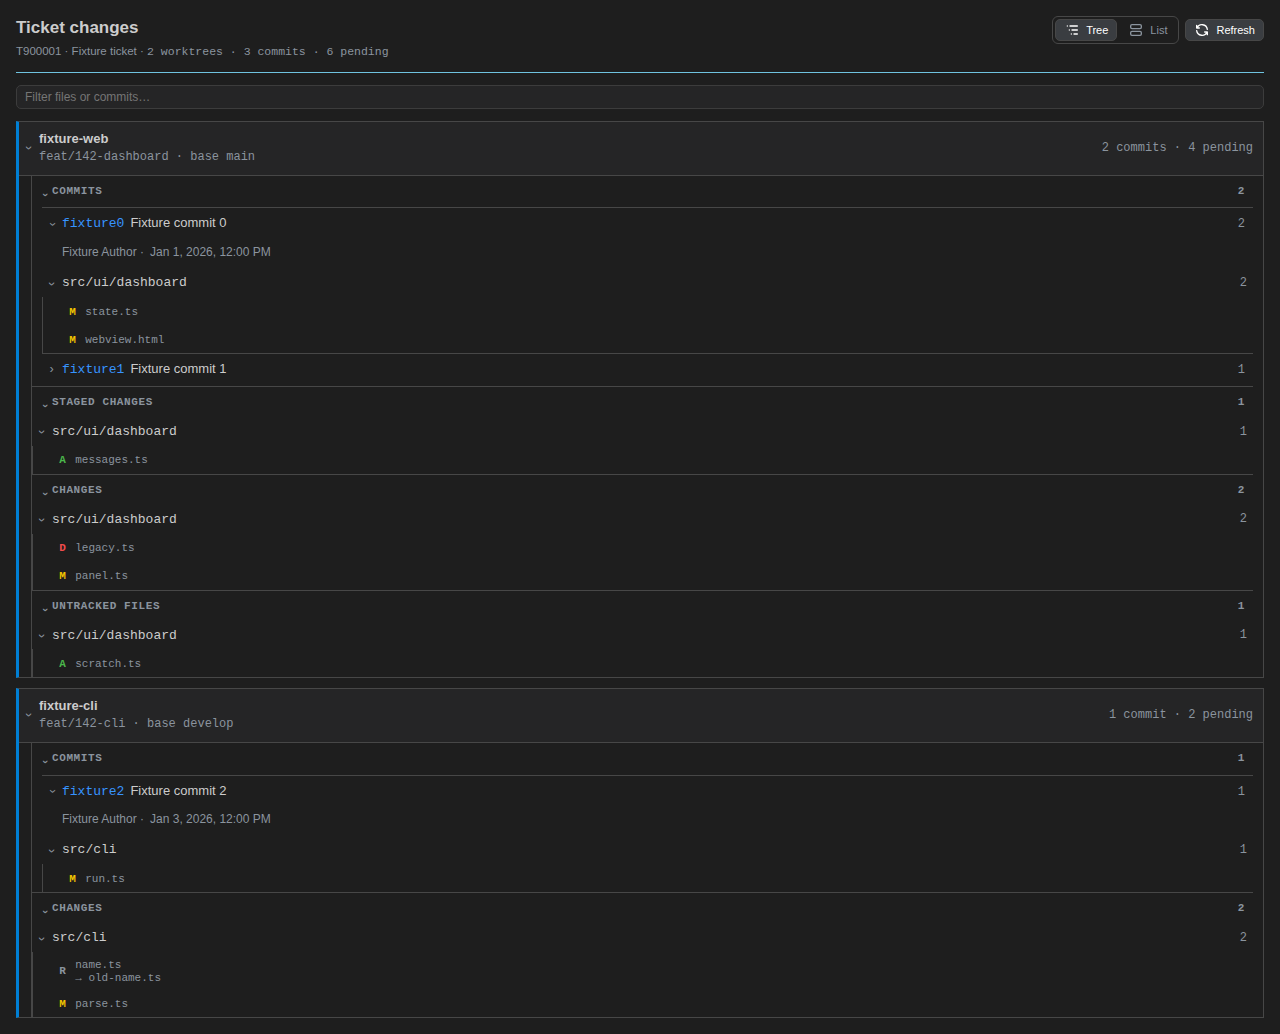 Ticket changes
Tree
List
Refresh
T900001 · Fixture ticket · 2 worktrees · 3 commits · 6 pending
Filter files or commits…
fixture-web
feat/142-dashboard · base main
2 commits · 4 pending
COMMITS 2
fixture0 Fixture commit 0 2
Fixture Author · Jan 1, 2026, 12:00 PM
src/ui/dashboard 2
M state.ts
M webview.html
fixture1 Fixture commit 1 1
STAGED CHANGES 1
src/ui/dashboard 1
A messages.ts
CHANGES 2
src/ui/dashboard 2
D legacy.ts
M panel.ts
UNTRACKED FILES 1
src/ui/dashboard 1
A scratch.ts
fixture-cli
feat/142-cli · base develop
1 commit · 2 pending
COMMITS 1
fixture2 Fixture commit 2 1
Fixture Author · Jan 3, 2026, 12:00 PM
src/cli 1
M run.ts
CHANGES 2
src/cli 2
R name.ts
→ old-name.ts
M parse.ts